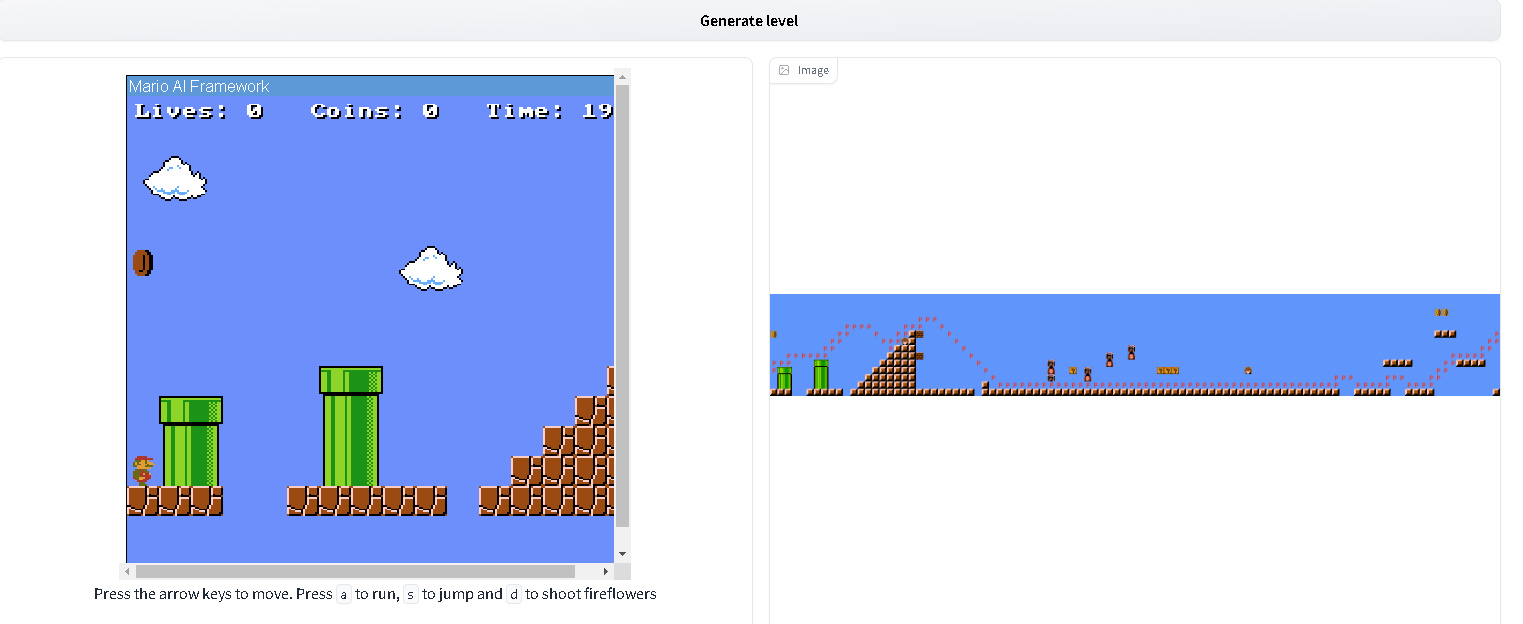 Generate level
Mario AI Framework
Lives: 0 Coins: 0 Time: 19
Image
Press the arrow keys to move. Press a to run, s to jump and d to shoot fireflowers